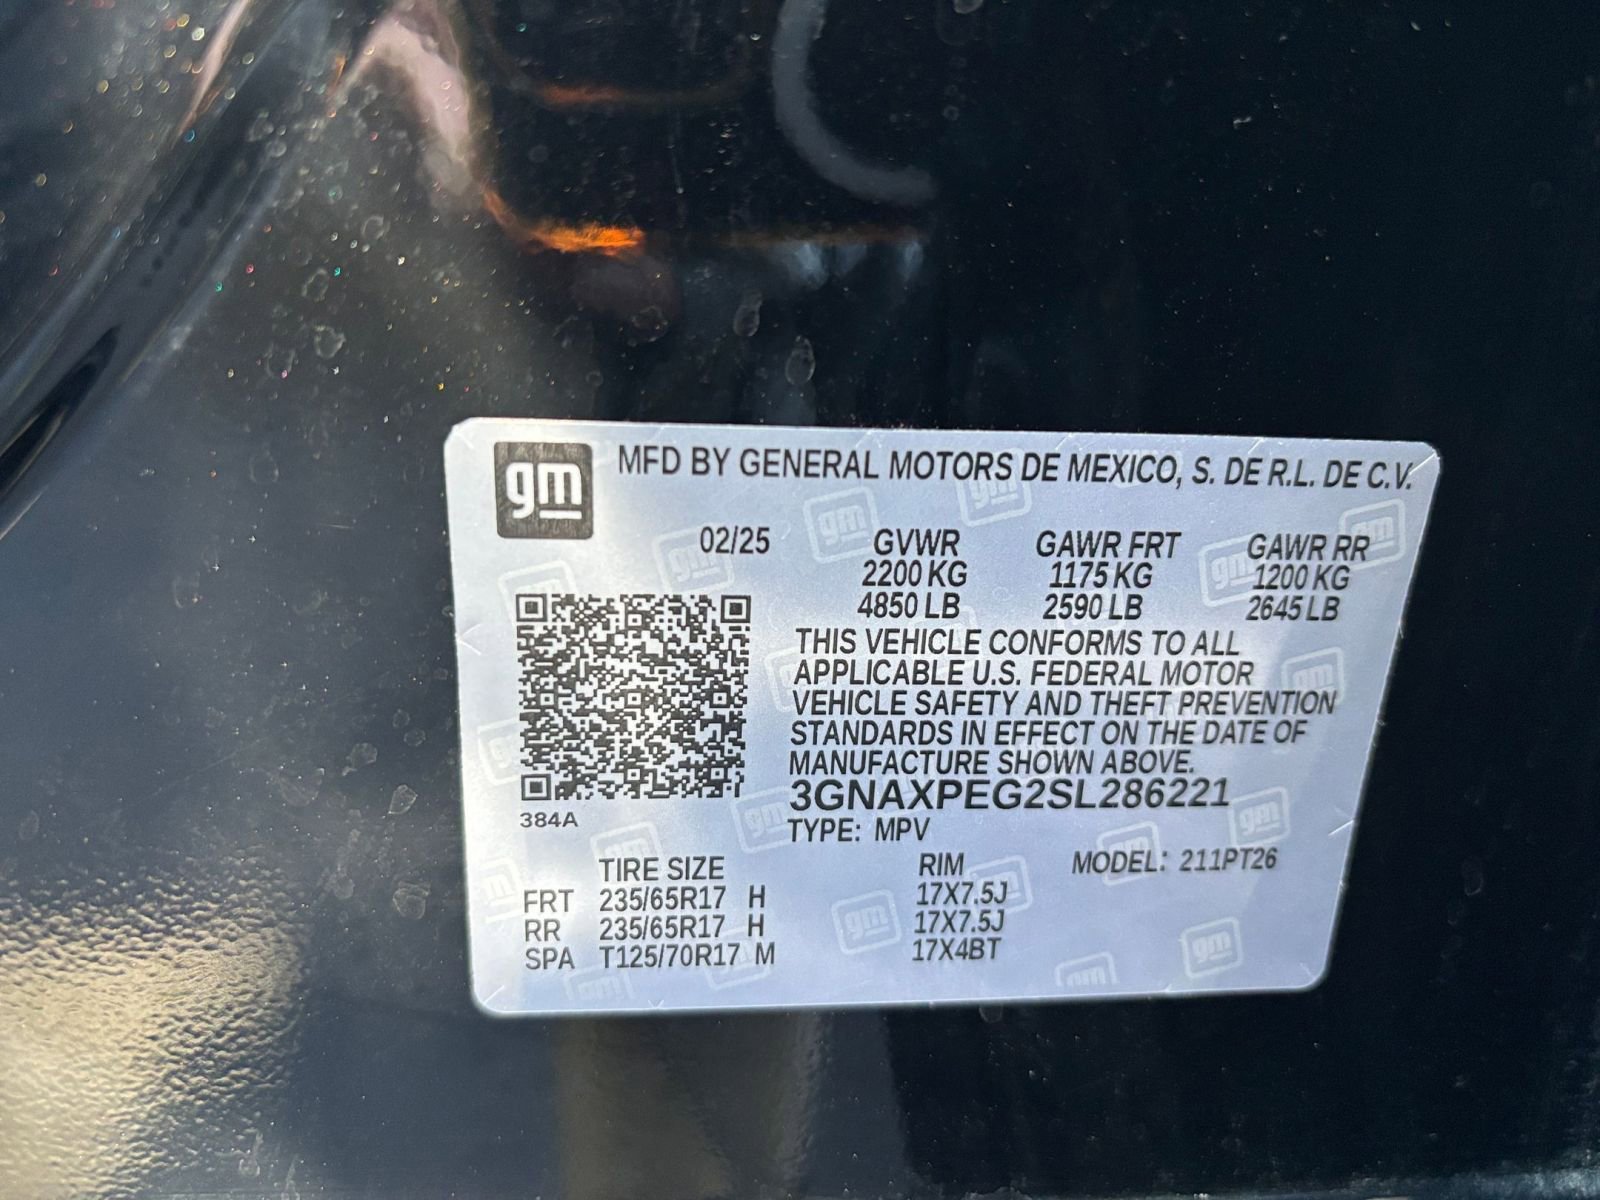 gm
MFD BY GENERAL MOTORS DE MEXICO, S. DE R.L. DE C.V.
02/25 GVWR GAWR FRT GAWR RR
2200 KG 1175 KG 1200 KG
4850 LB 2590 LB 2645 LB
THIS VEHICLE CONFORMS TO ALL
APPLICABLE U.S. FEDERAL MOTOR
VEHICLE SAFETY AND THEFT PREVENTION
STANDARDS IN EFFECT ON THE DATE OF
MANUFACTURE SHOWN ABOVE.
3GNAXPEG2SL286221
384A
TYPE: MPV
TIRE SIZE RIM MODEL: 211PT26
FRT 235/65R17 H 17X7.5J
RR 235/65R17 H 17X7.5J
SPA T125/70R17 M 17X4BT